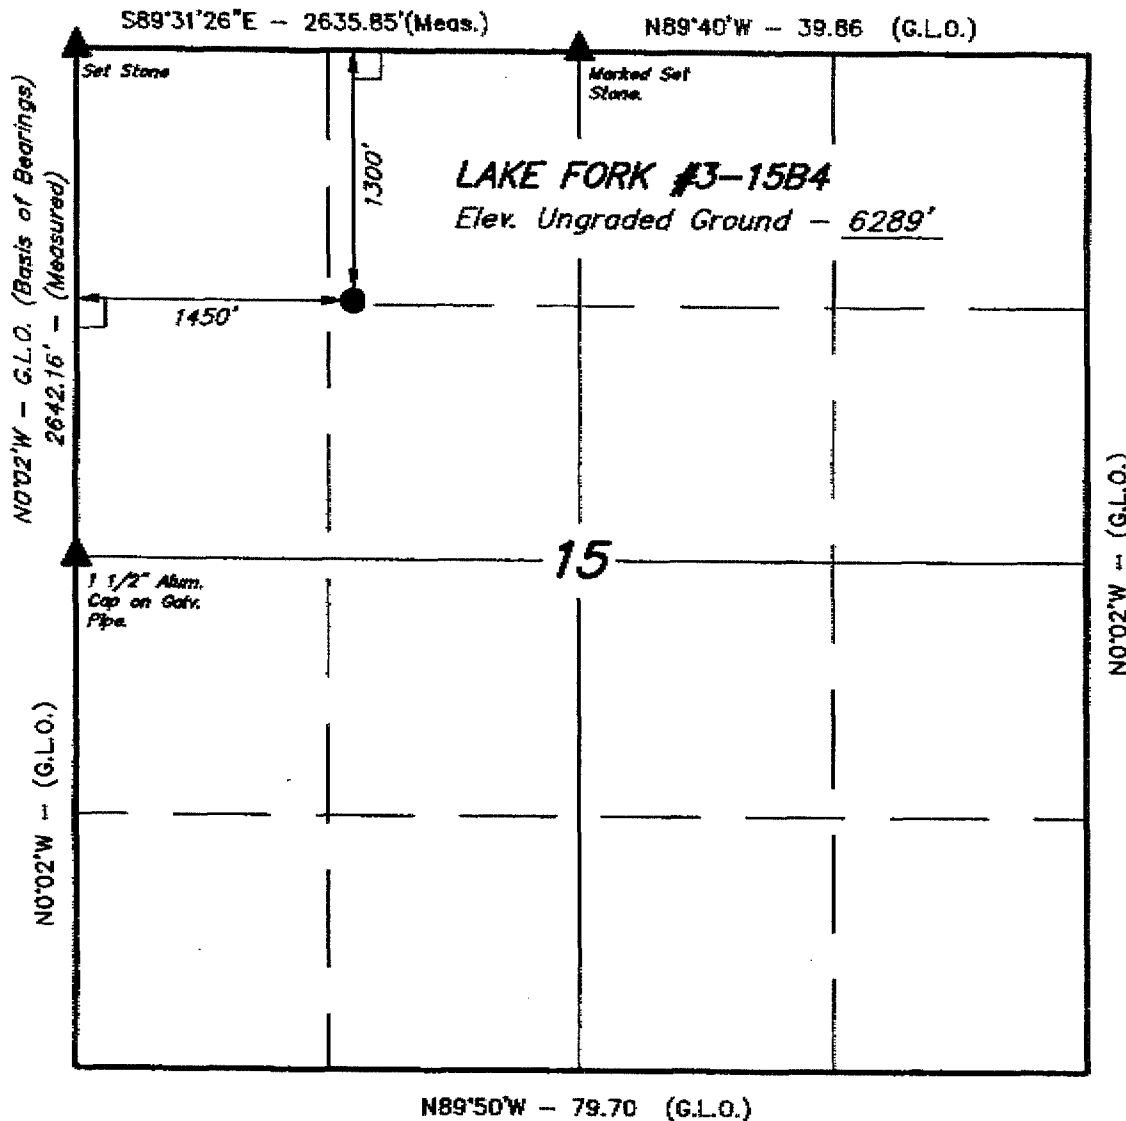 S89°31'26"E - 2635.85'(Meas.)
N89°40'W - 39.86 (G.L.O.)
Set Stone
Marked Set
Stone.
N0°02'W - G.L.O. (Basis of Bearings)
2642.16' - (Measured)
1300'
LAKE FORK #3-15B4
Elev. Ungraded Ground - 6289'
1450'
15
1 1/2" Alum.
Cap on Galv.
Pipe.
N0°02'W - (G.L.O.)
N0°02'W - (G.L.O.)
N89°50'W - 79.70 (G.L.O.)